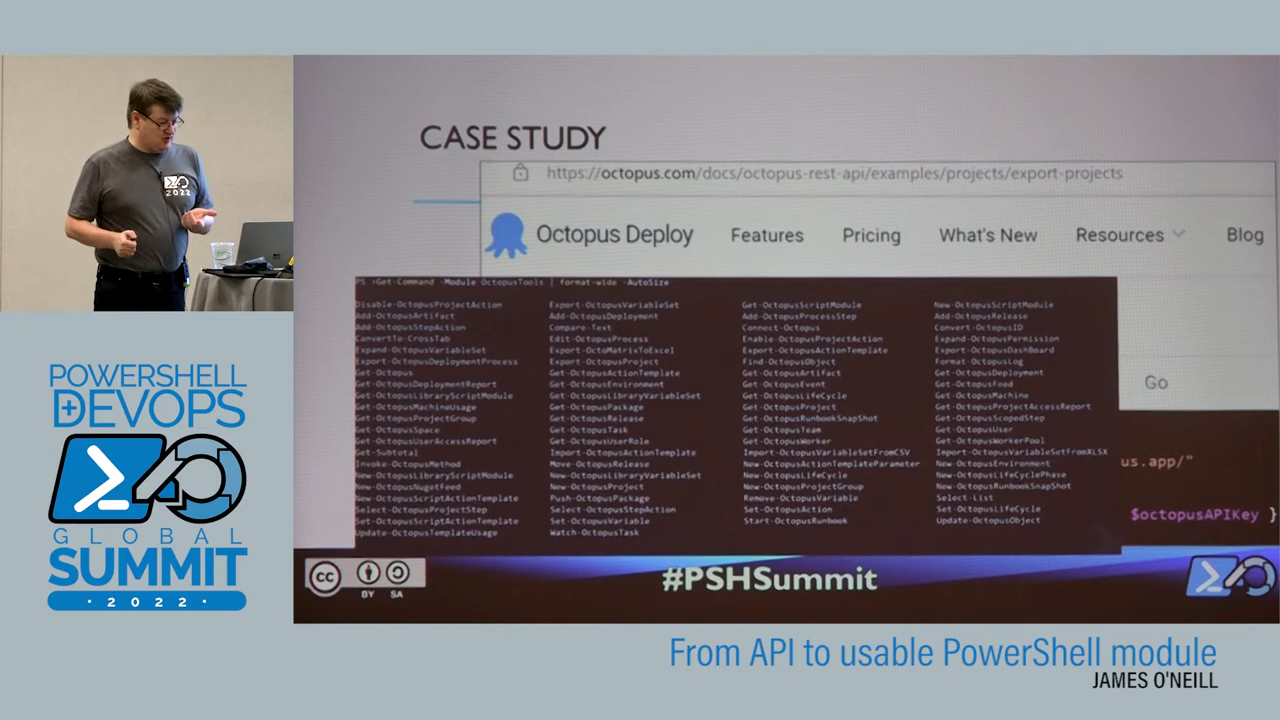 CASE STUDY
https://octopus.com/docs/octopus-rest-api/examples/projects/export-projects
Octopus Deploy Features Pricing What's New Resources Blog
PS >Get-Command -Module OctopusTools | format-wide -AutoSize
Disable-OctopusProjectAction Export-OctopusVariableSet Get-OctopusScriptModule New-OctopusScriptModule
Add-OctopusArtifact Add-OctopusDeployment Add-OctopusProcessStep Add-OctopusRelease
Add-OctopusStepAction Compare-Text Connect-Octopus Convert-OctopusID
ConvertTo-CrossTab Edit-OctopusProcess Enable-OctopusProjectAction Expand-OctopusPermission
Expand-OctopusVariableSet Export-OctoMatrixToExcel Export-OctopusActionTemplate Export-OctopusDashBoard
Export-OctopusDeploymentProcess Export-OctopusProject Find-OctopusObject Format-OctopusLog
Get-Octopus Get-OctopusActionTemplate Get-OctopusArtifact Get-OctopusDeployment
Get-OctopusDeploymentReport Get-OctopusEnvironment Get-OctopusEvent Get-OctopusFeed
Get-OctopusLibraryScriptModule Get-OctopusLibraryVariableSet Get-OctopusLifeCycle Get-OctopusMachine
Get-OctopusMachineUsage Get-OctopusPackage Get-OctopusProject Get-OctopusProjectAccessReport
Get-OctopusProjectGroup Get-OctopusRelease Get-OctopusRunbookSnapShot Get-OctopusScopedStep
Get-OctopusSpace Get-OctopusTask Get-OctopusTeam Get-OctopusUser
Get-OctopusUserAccessReport Get-OctopusUserRole Get-OctopusWorker Get-OctopusWorkerPool
Get-Subtotal Import-OctopusActionTemplate Import-OctopusVariableSetFromCSV Import-OctopusVariableSetFromXLSX
Invoke-OctopusMethod Move-OctopusRelease New-OctopusActionTemplateParameter New-OctopusEnvironment
New-OctopusLibraryScriptModule New-OctopusLibraryVariableSet New-OctopusLifeCycle New-OctopusLifeCyclePhase
New-OctopusNugetFeed New-OctopusProject New-OctopusProjectGroup New-OctopusRunbookSnapShot
New-OctopusScriptActionTemplate Push-OctopusPackage Remove-OctopusVariable Select-List
Select-OctopusProjectStep Select-OctopusStepAction Set-OctopusAction Set-OctopusLifeCycle
Set-OctopusScriptActionTemplate Set-OctopusVariable Start-OctopusRunbook Update-OctopusObject
Update-OctopusTemplateUsage Watch-OctopusTask
Go
us.app/"
$octopusAPIKey }
cc BY SA
#PSHSummit
2022
POWERSHELL
+DEVOPS
GLOBAL
SUMMIT
· 2022 ·
From API to usable PowerShell module
JAMES O'NEILL